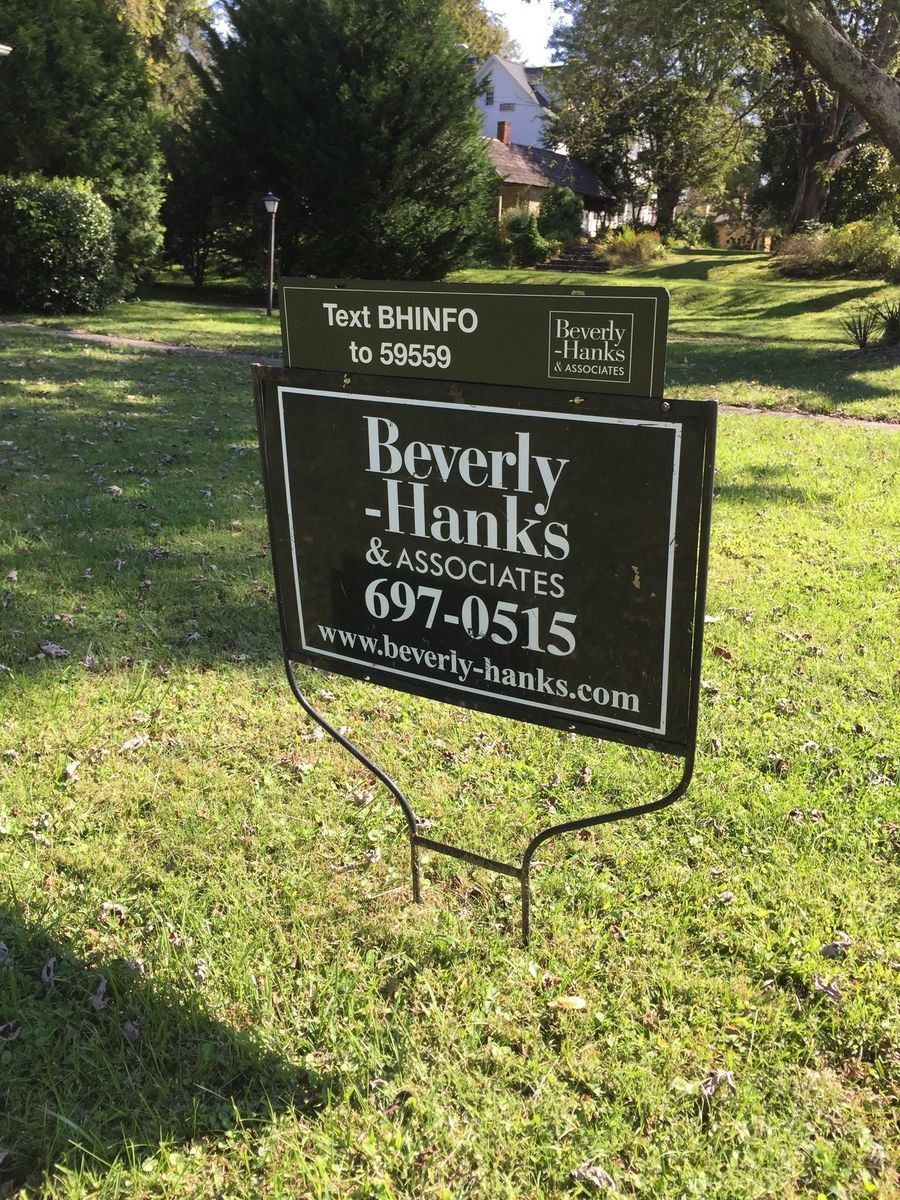 Text BHINFO
to 59559
Beverly
-Hanks
& ASSOCIATES
Beverly
-Hanks
& ASSOCIATES
697-0515
www.beverly-hanks.com